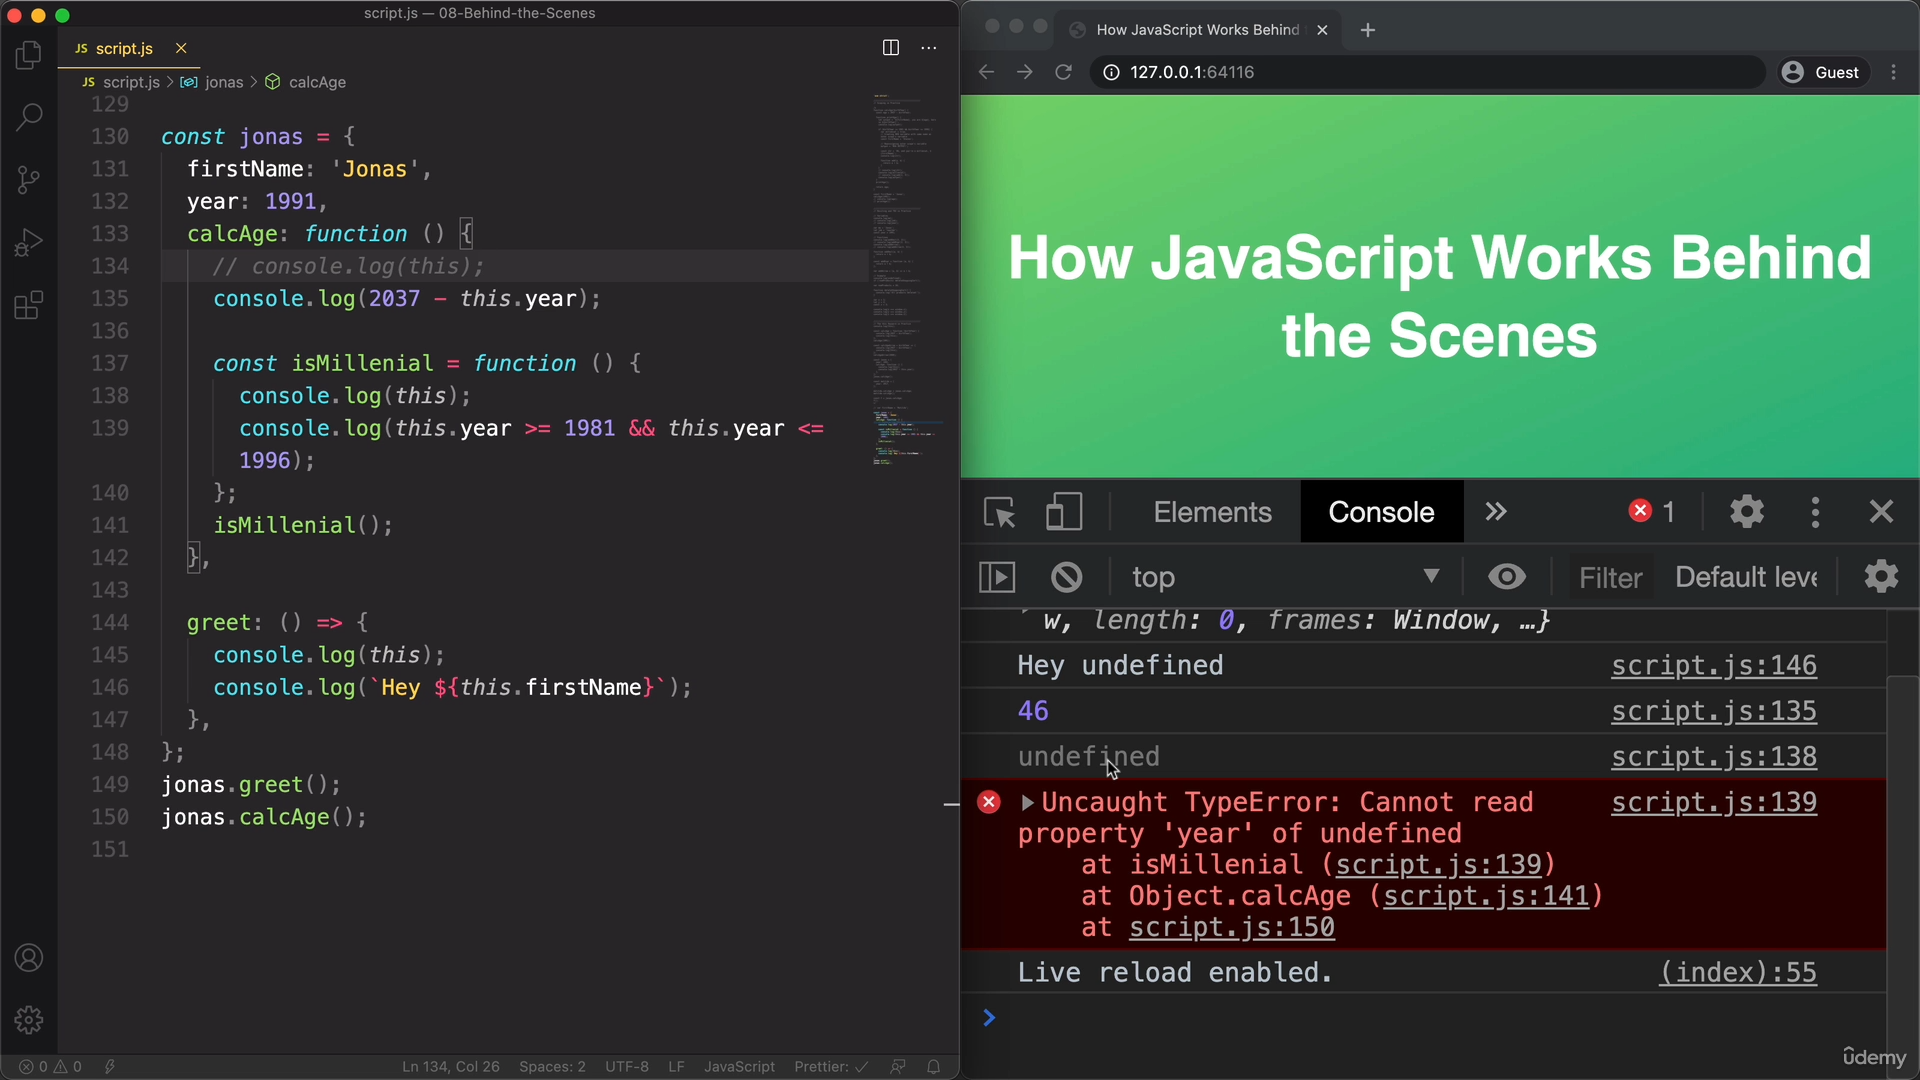 script.js — 08-Behind-the-Scenes
JS script.js
JS script.js > jonas > calcAge
129
130 const jonas = {
131 firstName: 'Jonas',
132 year: 1991,
133 calcAge: function () {
134 // console.log(this);
135 console.log(2037 - this.year);
136
137 const isMillenial = function () {
138 console.log(this);
139 console.log(this.year >= 1981 && this.year <=
1996);
140 };
141 isMillenial();
142 },
143
144 greet: () => {
145 console.log(this);
146 console.log(`Hey ${this.firstName}`);
147 },
148 };
149 jonas.greet();
150 jonas.calcAge();
151
0 0
Ln 134, Col 26 Spaces: 2 UTF-8 LF JavaScript Prettier: ✓
How JavaScript Works Behind
127.0.0.1:64116 Guest
How JavaScript Works Behind
the Scenes
Elements Console » 1
top Filter Default leve
w, length: 0, frames: Window, …}
Hey undefined script.js:146
46 script.js:135
undefined script.js:138
Uncaught TypeError: Cannot read script.js:139
property 'year' of undefined
at isMillenial (script.js:139)
at Object.calcAge (script.js:141)
at script.js:150
Live reload enabled. (index):55
>
ûdemy